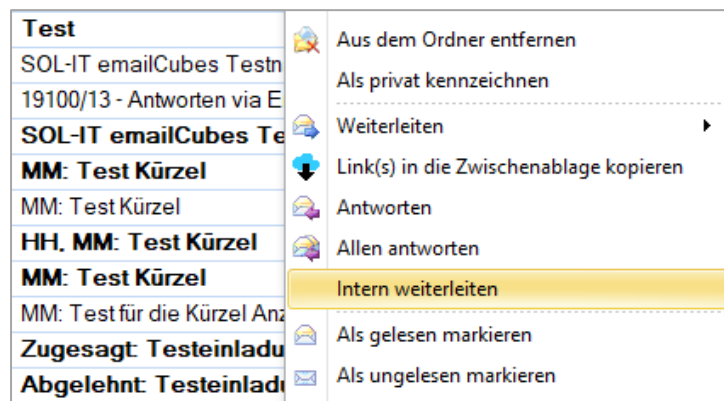 Test
SOL-IT emailCubes Testn
19100/13 - Antworten via E
SOL-IT emailCubes Te
MM: Test Kürzel
MM: Test Kürzel
HH, MM: Test Kürzel
MM: Test Kürzel
MM: Test für die Kürzel Anz
Zugesagt: Testeinladu
Abgelehnt: Testeinladu
Aus dem Ordner entfernen
Als privat kennzeichnen
Weiterleiten
Link(s) in die Zwischenablage kopieren
Antworten
Allen antworten
Intern weiterleiten
Als gelesen markieren
Als ungelesen markieren